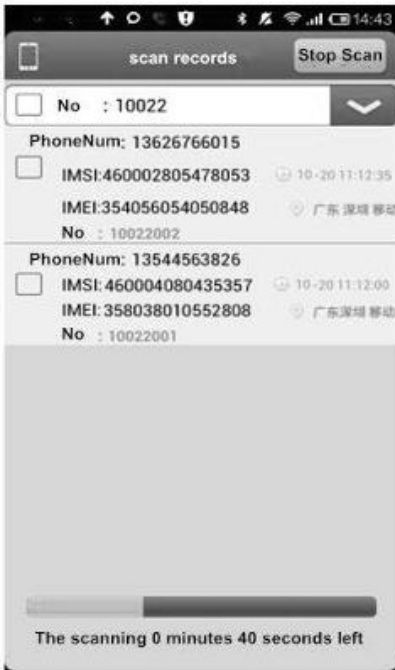 14:43
scan records
Stop Scan
No : 10022
PhoneNum: 13626766015
IMSI:460002805478053
10-20 11:12:35
IMEI:354056054050848
广东 深圳 移动
No : 10022002
PhoneNum: 13544563826
IMSI: 460004080435357
10-20 11:12:00
IMEI: 358038010552808
广东深圳 移动
No : 10022001
The scanning 0 minutes 40 seconds left